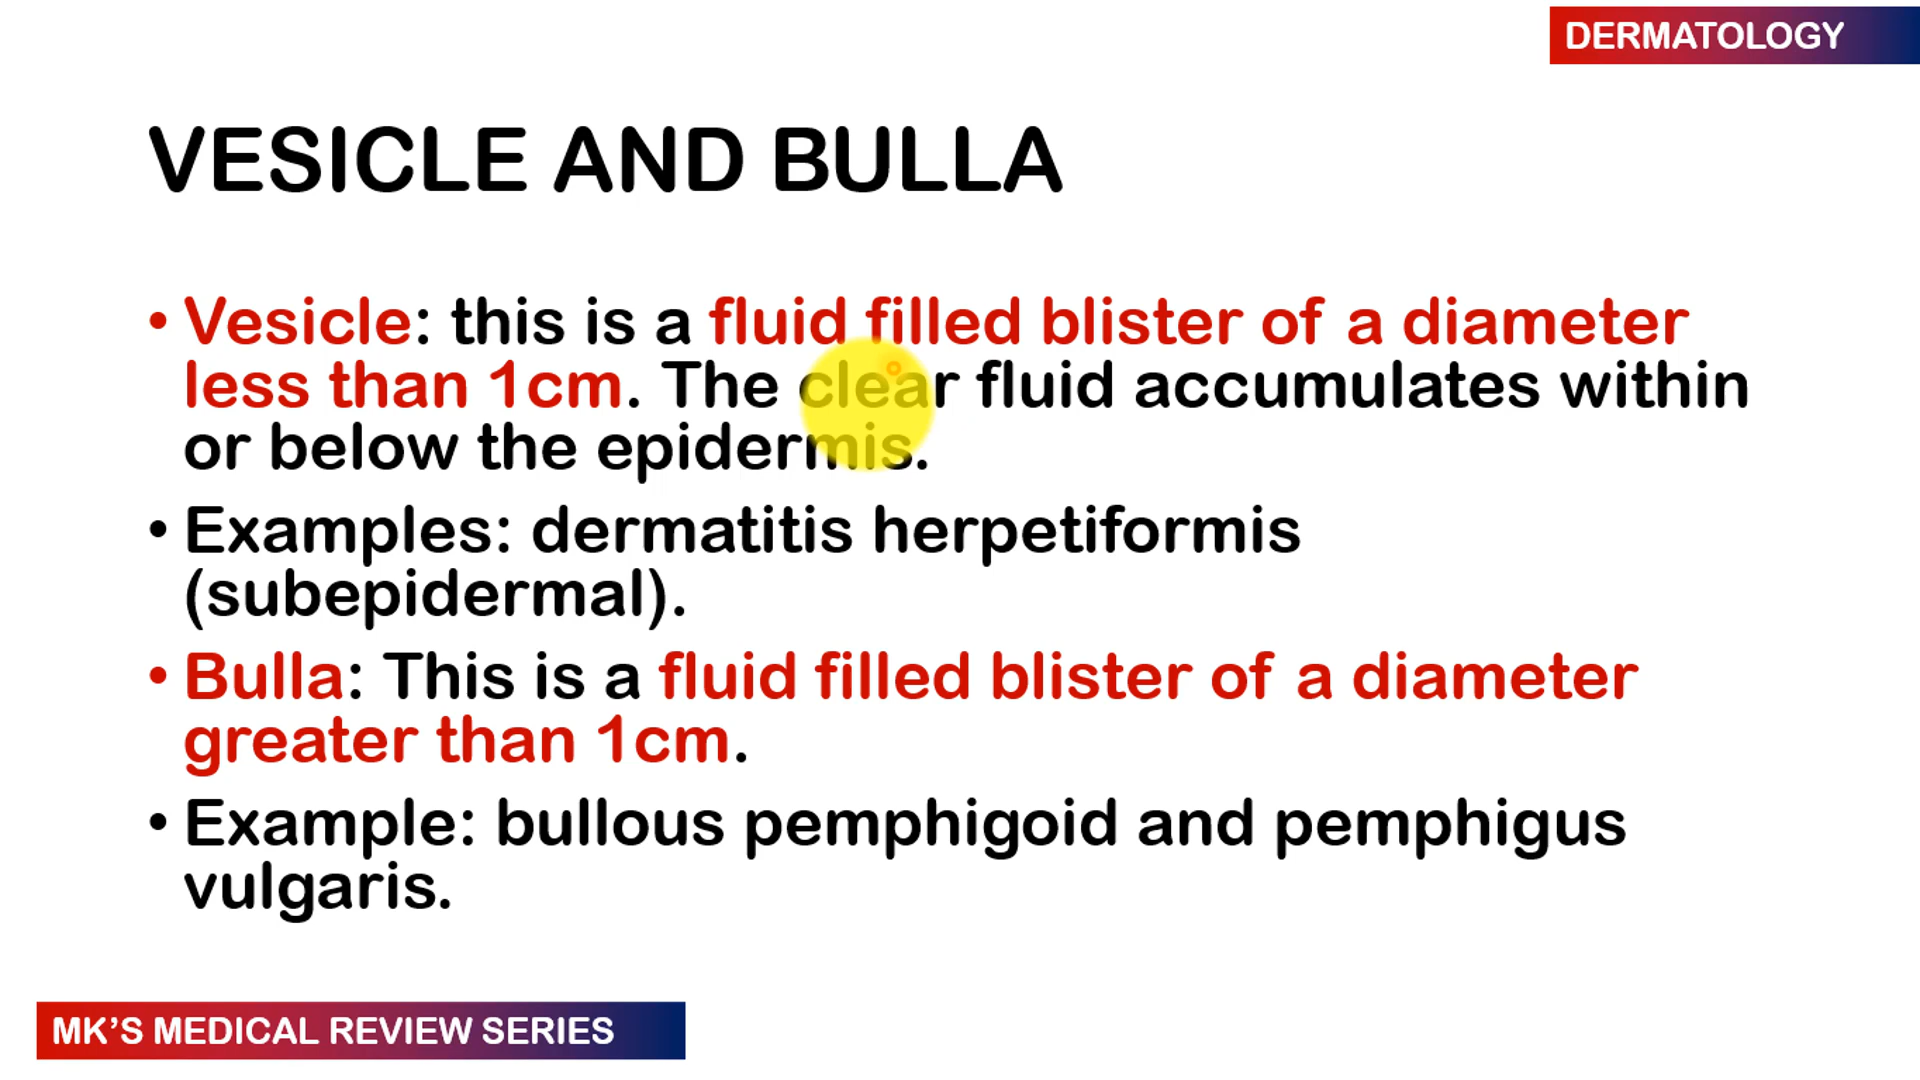 DERMATOLOGY
VESICLE AND BULLA
• Vesicle: this is a fluid filled blister of a diameter
less than 1cm. The clear fluid accumulates within
or below the epidermis.
• Examples: dermatitis herpetiformis
(subepidermal).
• Bulla: This is a fluid filled blister of a diameter
greater than 1cm.
• Example: bullous pemphigoid and pemphigus
vulgaris.
MK’S MEDICAL REVIEW SERIES